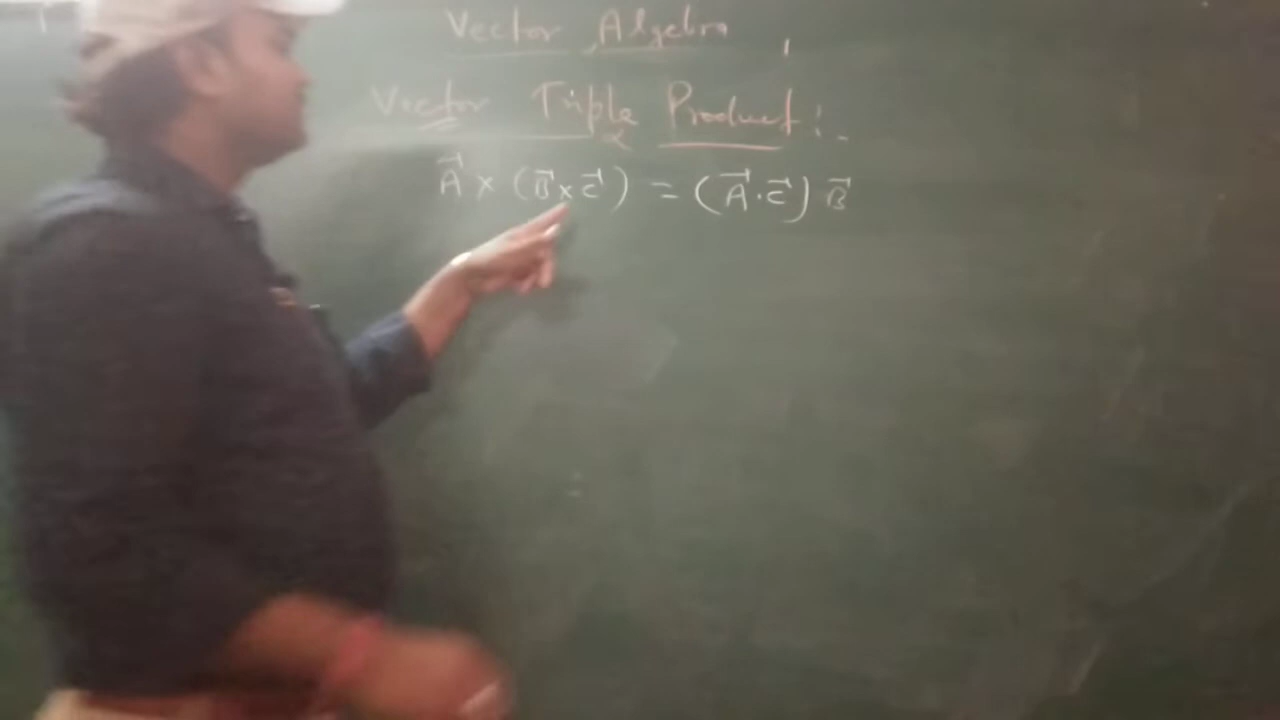 Vector Algebra
Vector Triple Product :-
A⃗ × (B⃗ × C⃗) = (A⃗ · C⃗) B⃗